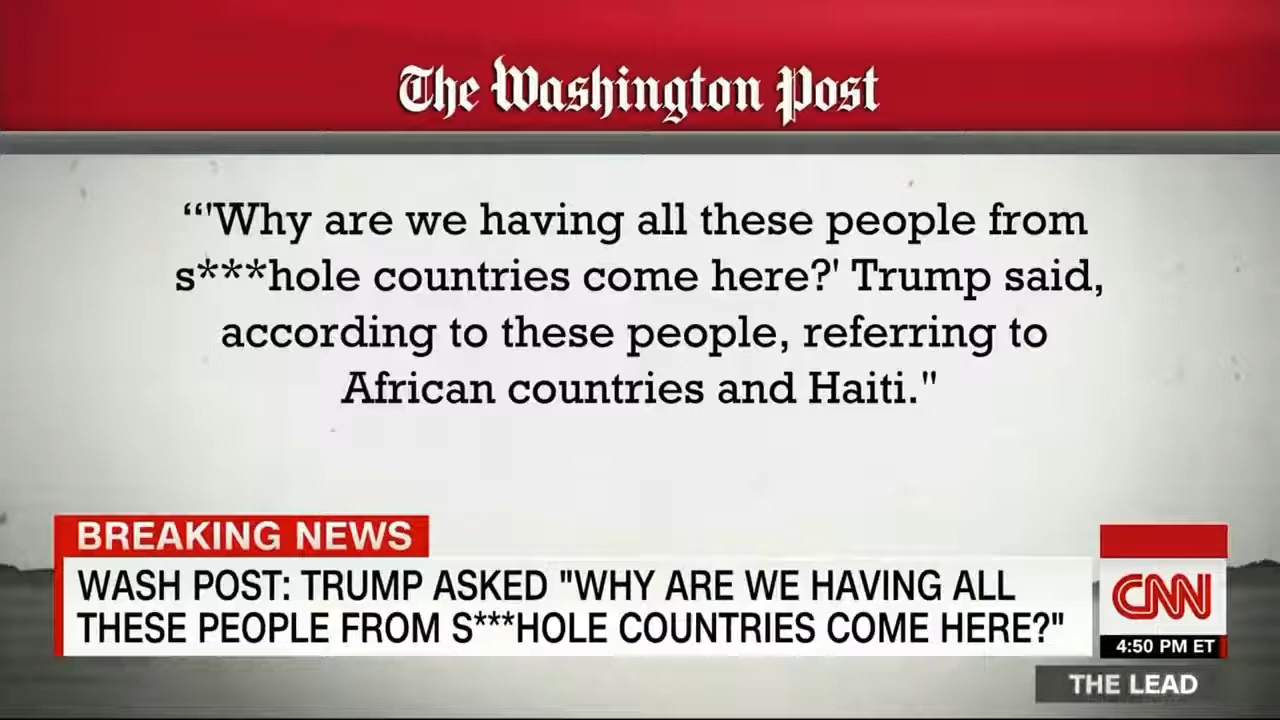 The Washington Post
“'Why are we having all these people from
s***hole countries come here?' Trump said,
according to these people, referring to
African countries and Haiti."
BREAKING NEWS
WASH POST: TRUMP ASKED "WHY ARE WE HAVING ALL
THESE PEOPLE FROM S***HOLE COUNTRIES COME HERE?"
CNN
4:50 PM ET
THE LEAD